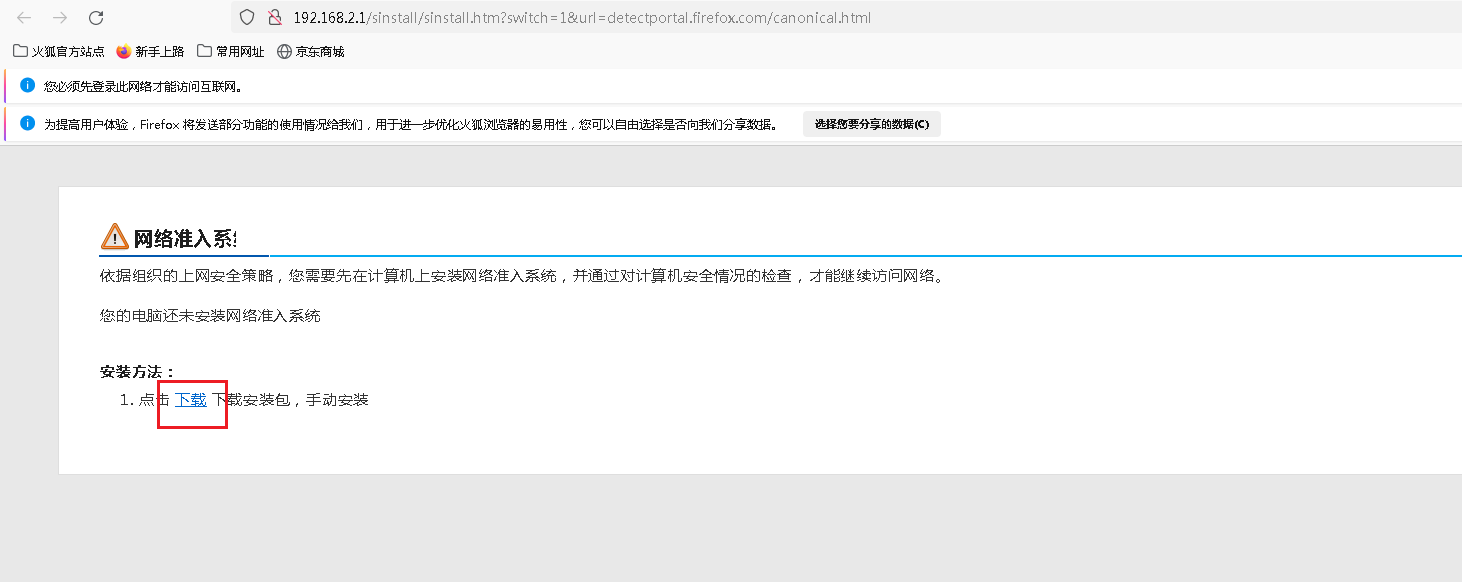 192.168.2.1/sinstall/sinstall.htm?switch=1&url=detectportal.firefox.com/canonical.html
火狐官方站点 新手上路 常用网址 京东商城
您必须先登录此网络才能访问互联网。
为提高用户体验，Firefox 将发送部分功能的使用情况给我们，用于进一步优化火狐浏览器的易用性，您可以自由选择是否向我们分享数据。 选择您要分享的数据(C)
网络准入系
依据组织的上网安全策略，您需要先在计算机上安装网络准入系统，并通过对计算机安全情况的检查，才能继续访问网络。
您的电脑还未安装网络准入系统
安装方法：
1. 点击 下载 下载安装包，手动安装